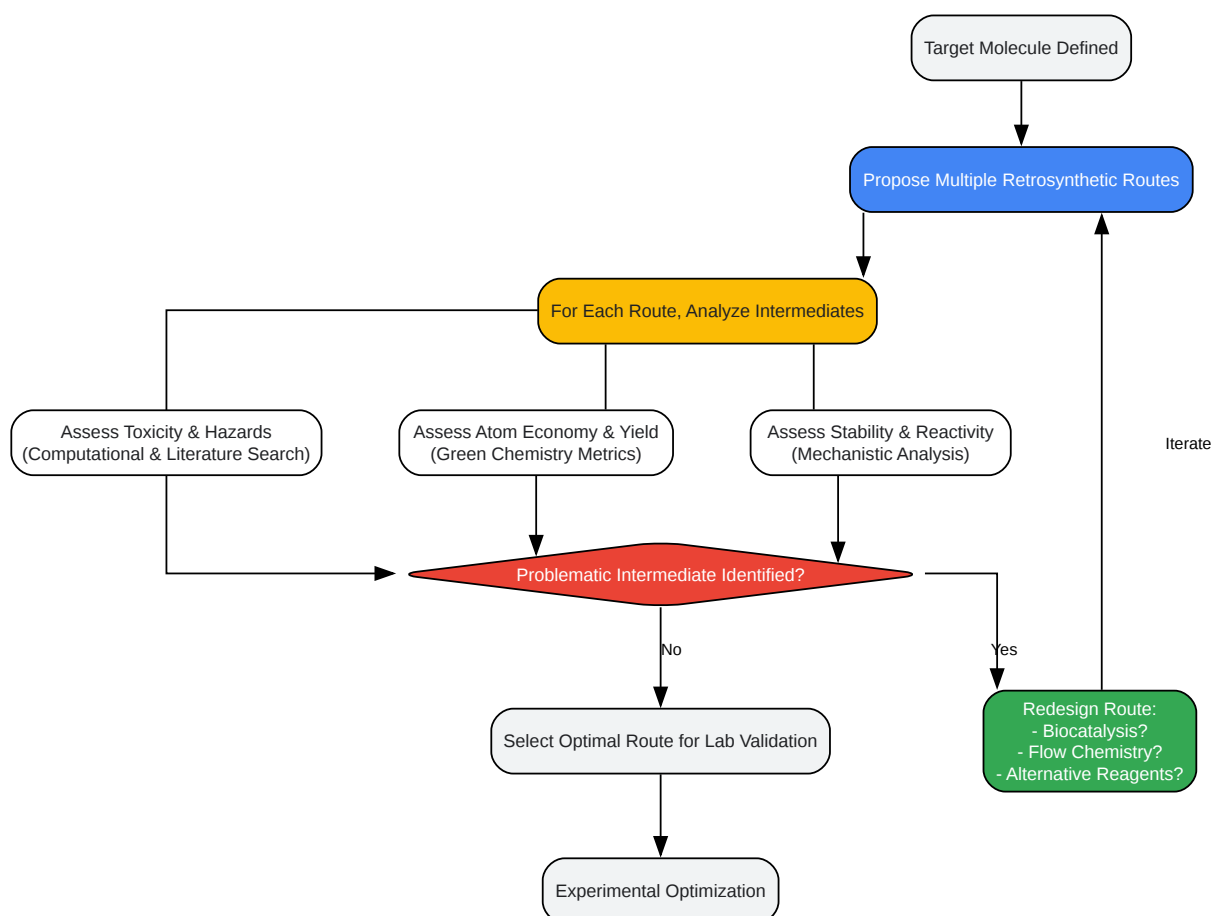 Target Molecule Defined
Propose Multiple Retrosynthetic Routes
For Each Route, Analyze Intermediates
Assess Toxicity & Hazards
(Computational & Literature Search)
Assess Atom Economy & Yield
(Green Chemistry Metrics)
Assess Stability & Reactivity
(Mechanistic Analysis)
Iterate
Problematic Intermediate Identified?
No
Yes
Select Optimal Route for Lab Validation
Redesign Route:
- Biocatalysis?
- Flow Chemistry?
- Alternative Reagents?
Experimental Optimization